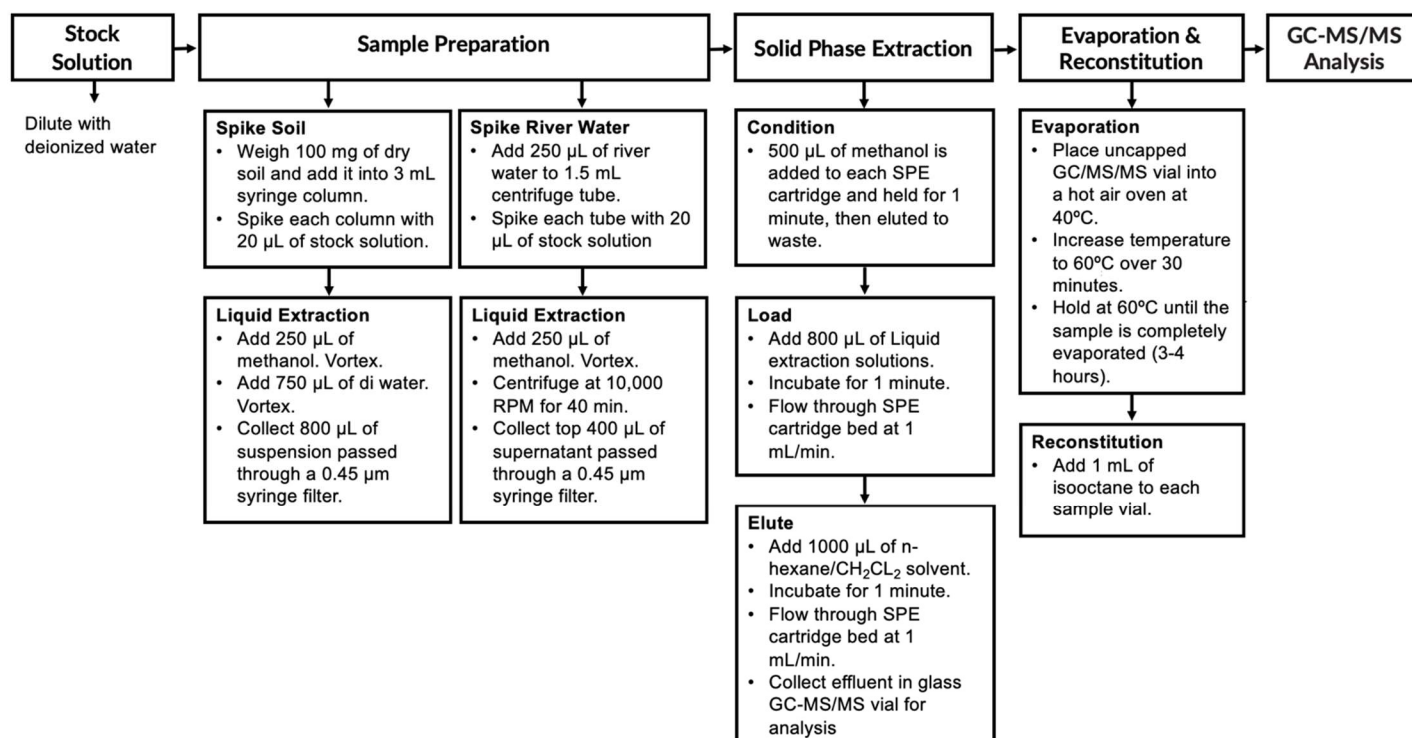 Stock
Solution
Sample Preparation
Solid Phase Extraction
Evaporation &
Reconstitution
GC-MS/MS
Analysis
Dilute with
deionized water
Spike Soil
• Weigh 100 mg of dry
soil and add it into 3 mL
syringe column.
• Spike each column with
20 µL of stock solution.
Liquid Extraction
• Add 250 µL of
methanol. Vortex.
• Add 750 µL of di water.
Vortex.
• Collect 800 µL of
suspension passed
through a 0.45 µm
syringe filter.
Spike River Water
• Add 250 µL of river
water to 1.5 mL
centrifuge tube.
• Spike each tube with 20
µL of stock solution
Liquid Extraction
• Add 250 µL of
methanol. Vortex.
• Centrifuge at 10,000
RPM for 40 min.
• Collect top 400 µL of
supernatant passed
through a 0.45 µm
syringe filter.
Condition
• 500 µL of methanol is
added to each SPE
cartridge and held for 1
minute, then eluted to
waste.
Load
• Add 800 µL of Liquid
extraction solutions.
• Incubate for 1 minute.
• Flow through SPE
cartridge bed at 1
mL/min.
Elute
• Add 1000 µL of n-
hexane/CH₂CL₂ solvent.
• Incubate for 1 minute.
• Flow through SPE
cartridge bed at 1
mL/min.
• Collect effluent in glass
GC-MS/MS vial for
analysis
Evaporation
• Place uncapped
GC/MS/MS vial into
a hot air oven at
40ºC.
• Increase temperature
to 60ºC over 30
minutes.
• Hold at 60ºC until the
sample is completely
evaporated (3-4
hours).
Reconstitution
• Add 1 mL of
isooctane to each
sample vial.